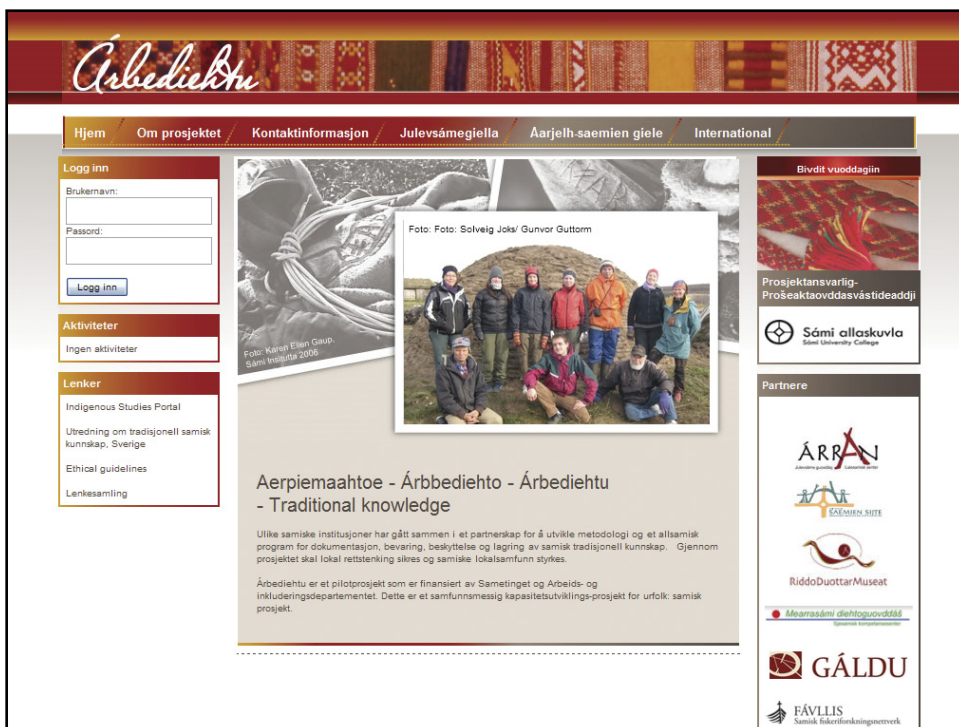 Árbediehtu
Hjem
Om prosjektet
Kontaktinformasjon
Julevsámegiella
Aarjelh-saemien giele
International
Logg inn
Brukernavn:
Passord:
Logg inn
Aktiviteter
Ingen aktiviteter
Lenker
Indigenous Studies Portal
Utredning om tradisjonell samisk
kunnskap, Sverige
Ethical guidelines
Lenkesamling
Foto: Karen Ellen Gaup,
Sámi Insitutta 2006
Foto: Foto: Solveig Joks/ Gunvor Guttorm
Aerpiemaahtoe - Árbbediehto - Árbediehtu
- Traditional knowledge
Ulike samiske institusjoner har gått sammen i et partnerskap for å utvikle metodologi og et allsamisk
program for dokumentasjon, bevaring, beskyttelse og lagring av samisk tradisjonell kunnskap. Gjennom
prosjektet skal lokal rettstenking sikres og samiske lokalsamfunn styrkes.
Árbediehtu er et pilotprosjekt som er finansiert av Sametinget og Arbeids- og
inkluderingsdepartementet. Dette er et samfunnsmessig kapasitetsutviklings-prosjekt for urfolk: samisk
prosjekt.
Bivdit vuoddagiin
Prosjektansvarlig-
Prošeaktaovddasvástideaddji
Sámi allaskuvla
Sámi University College
Partnere
ÁRRAN
SAEMIEN SIJTE
RiddoDuottarMuseat
Mearrasámi diehtoguovddáš
Sjøsamisk kompetansesenter
GÁLDU
FÁVLLIS
Samisk fiskeriforskningsnettverk